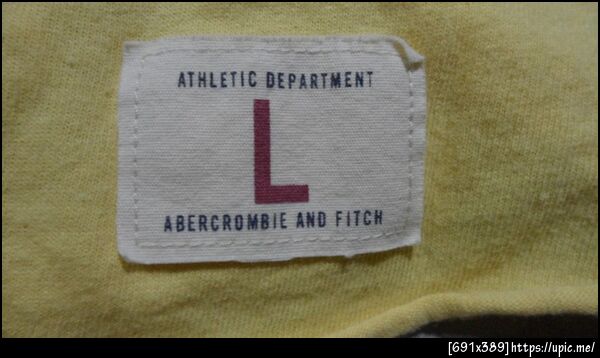 ATHLETIC DEPARTMENT
L
ABERCROMBIE AND FITCH
[691x389]https://upic.me/